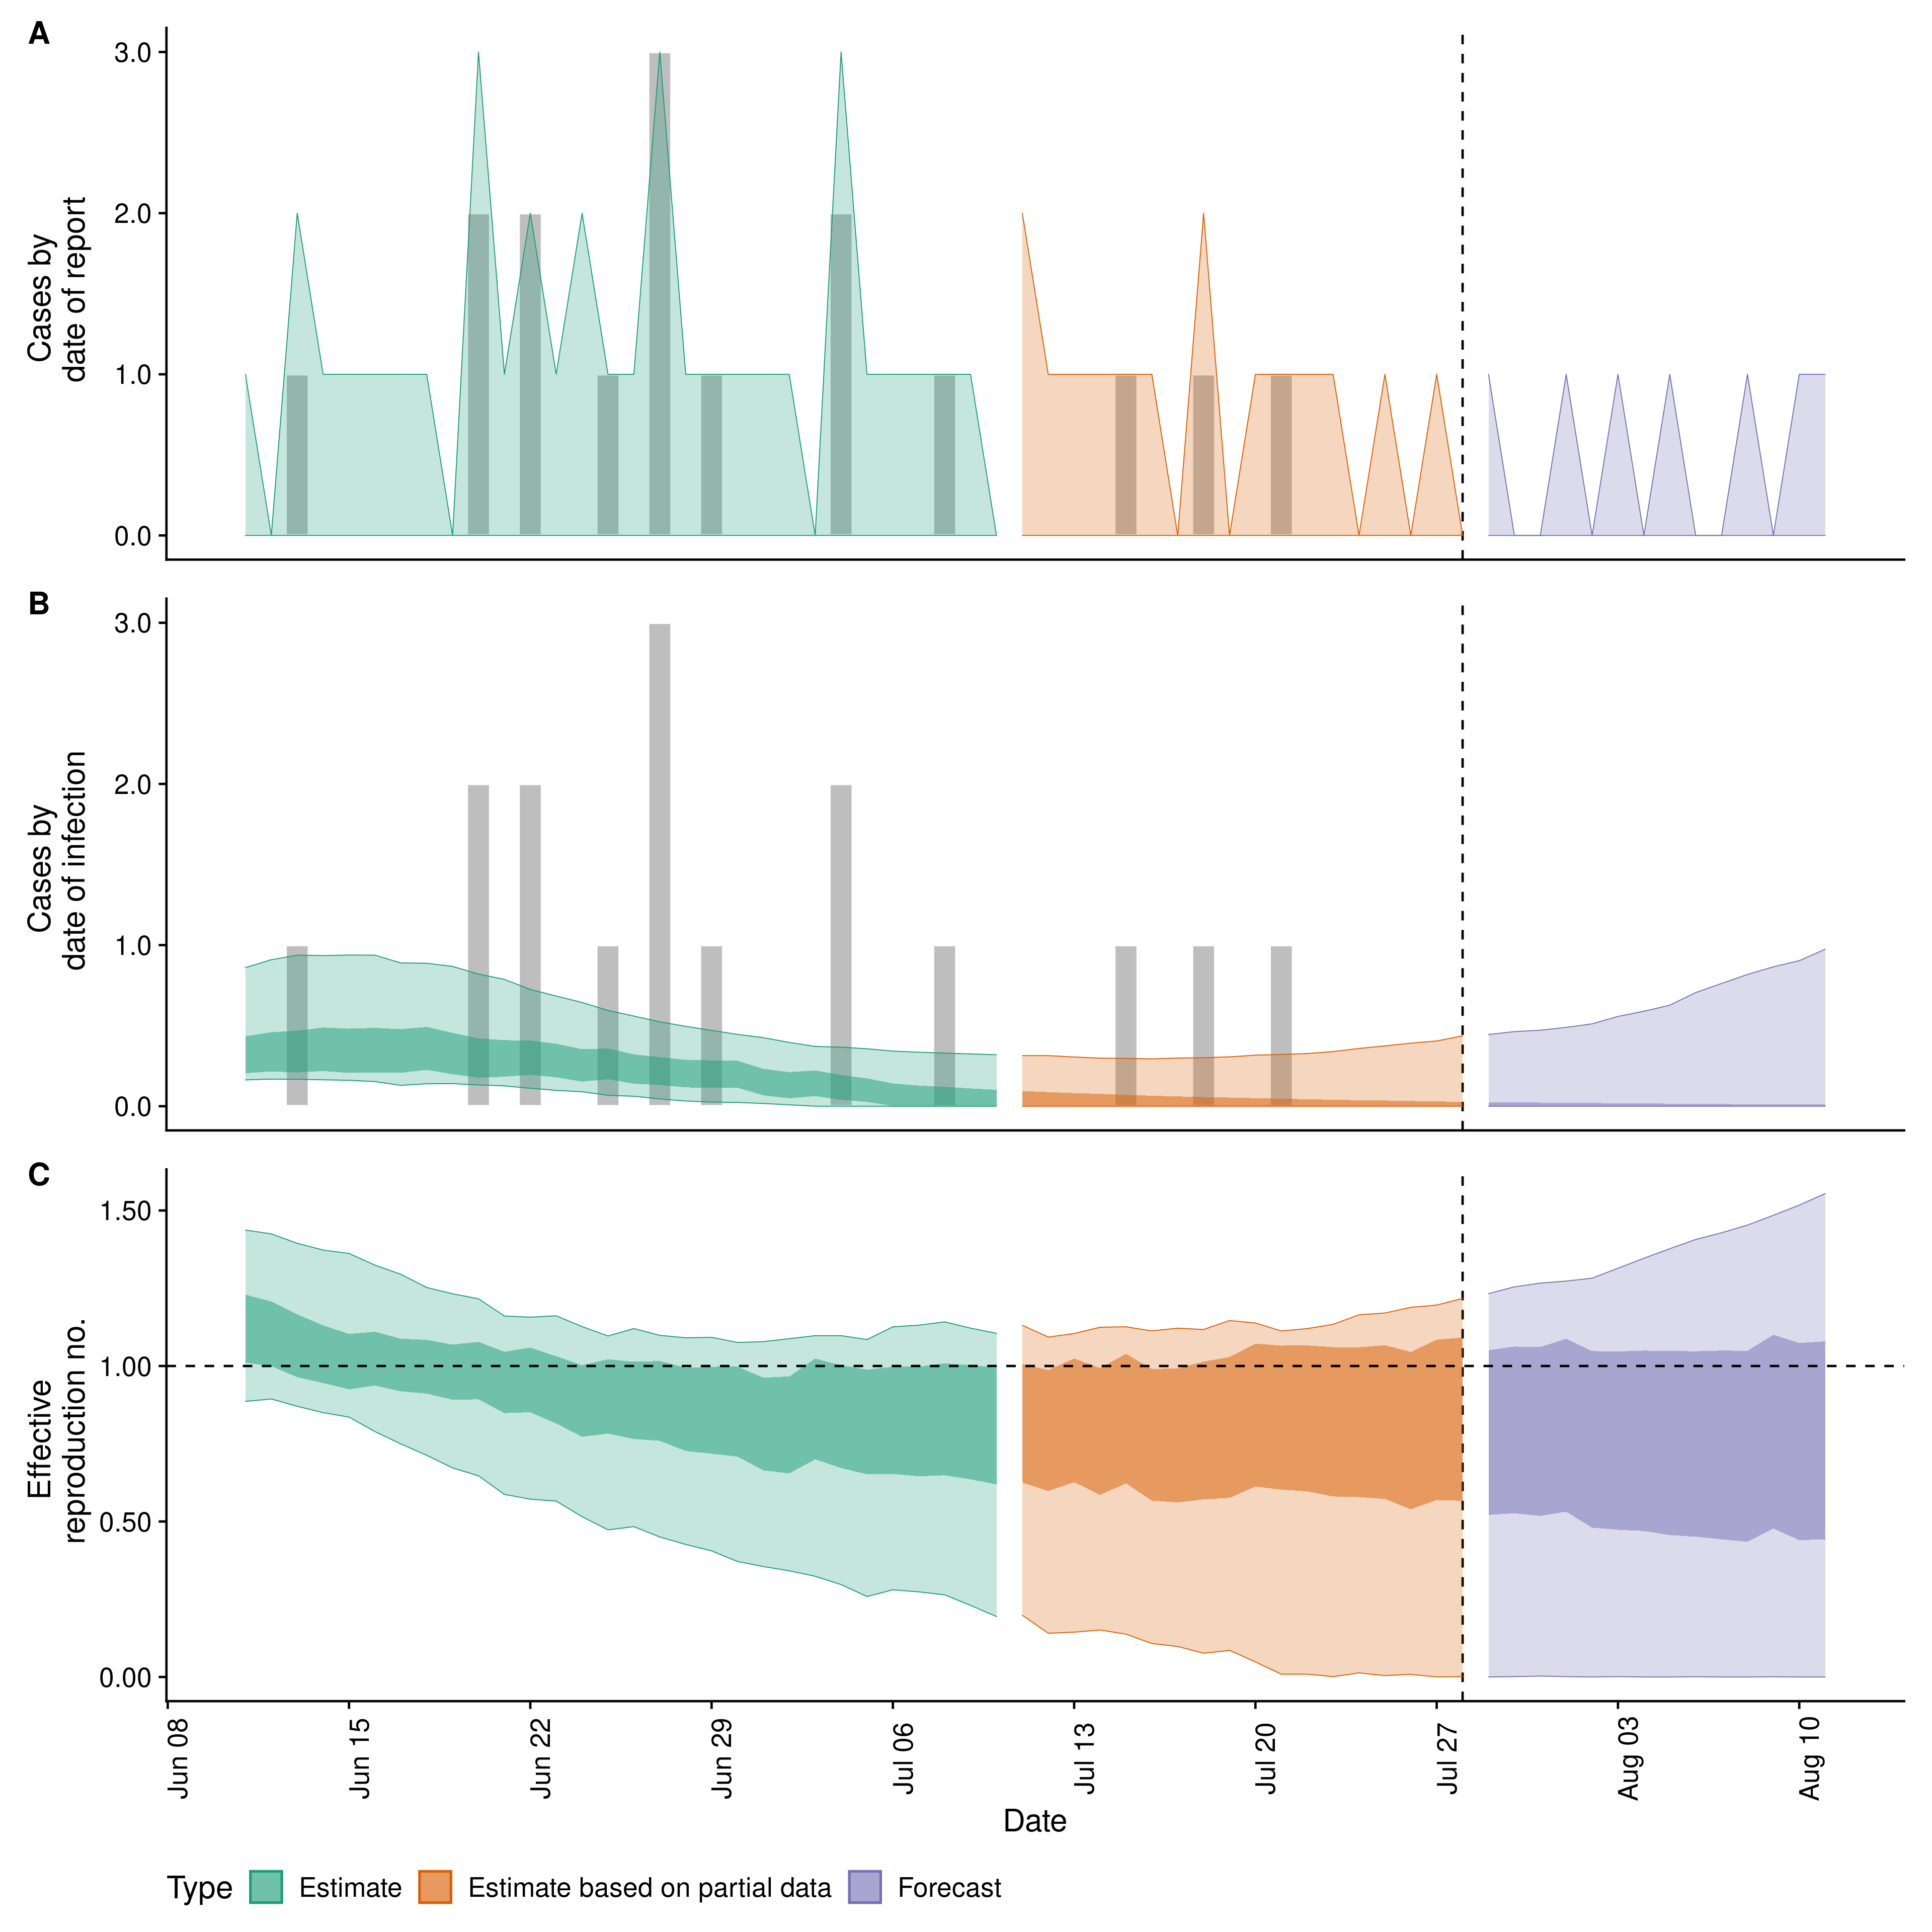 A
3.0
2.0
1.0
0.0
Cases by
date of report
B
3.0
2.0
1.0
0.0
Cases by
date of infection
C
1.50
1.00
0.50
0.00
Effective
reproduction no.
Jun 08
Jun 15
Jun 22
Jun 29
Jul 06
Jul 13
Jul 20
Jul 27
Aug 03
Aug 10
Date
Type Estimate Estimate based on partial data Forecast